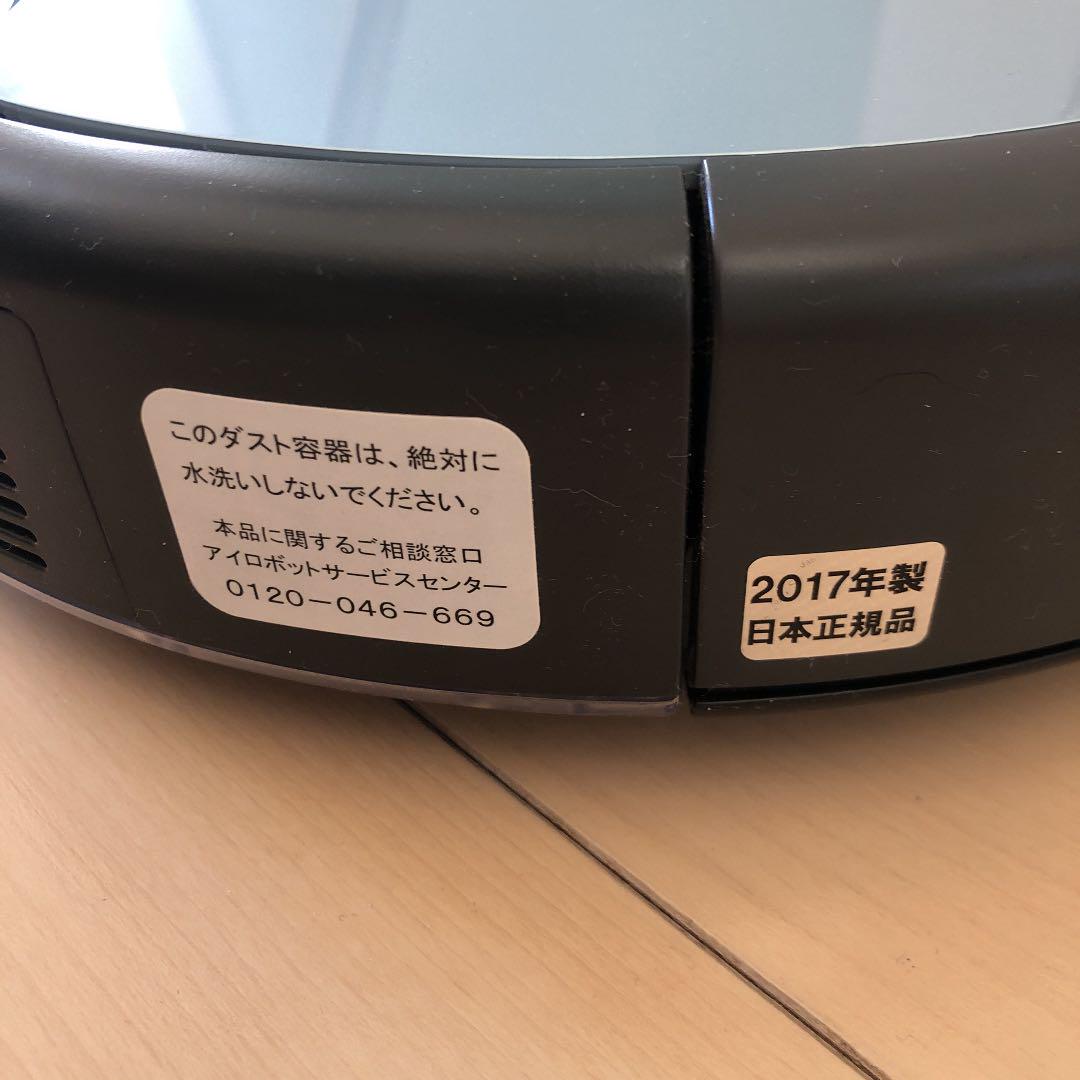 このダスト容器は、絶対に
水洗いしないでください。
本品に関するご相談窓口
アイロボットサービスセンター
0120-046-669
2017年製
日本正規品